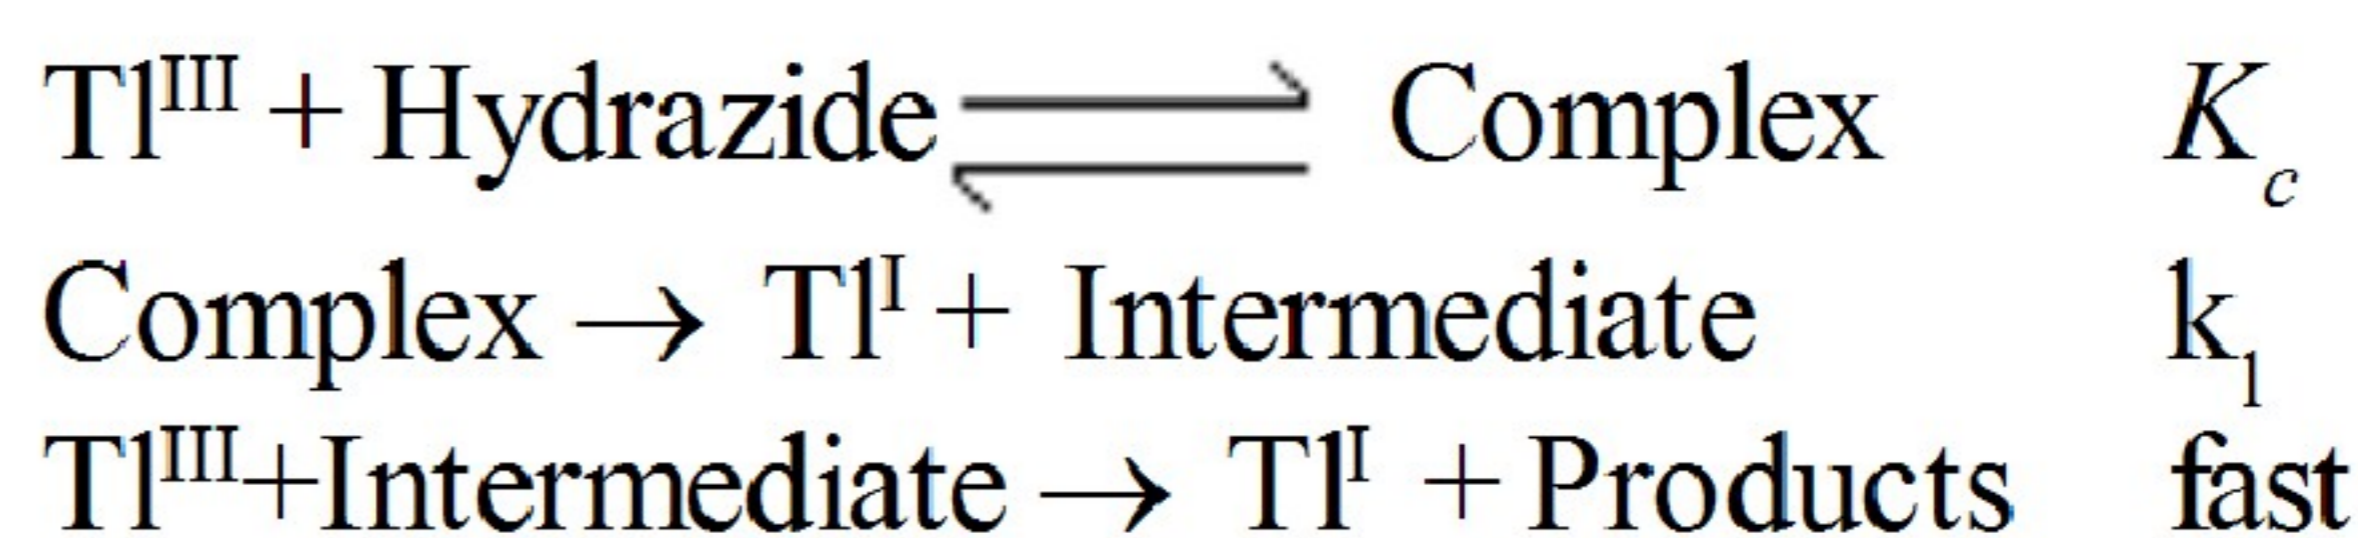 Tl^III + Hydrazide ⇌ Complex K_c
Complex → Tl^I + Intermediate k_1
Tl^III+Intermediate → Tl^I + Products fast